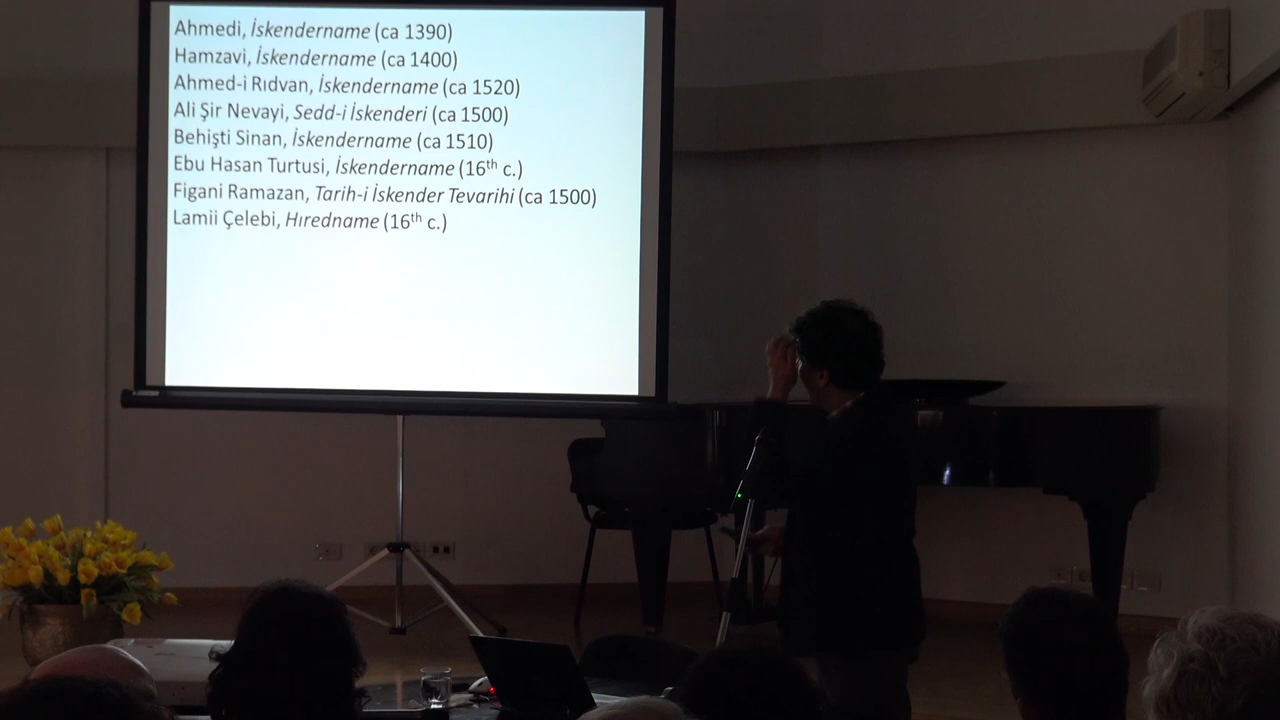 Ahmedi, İskendername (ca 1390)
Hamzavi, İskendername (ca 1400)
Ahmed-i Rıdvan, İskendername (ca 1520)
Ali Şir Nevayi, Sedd-i İskenderi (ca 1500)
Behişti Sinan, İskendername (ca 1510)
Ebu Hasan Turtusi, İskendername (16th c.)
Figani Ramazan, Tarih-i İskender Tevarihi (ca 1500)
Lamii Çelebi, Hıredname (16th c.)